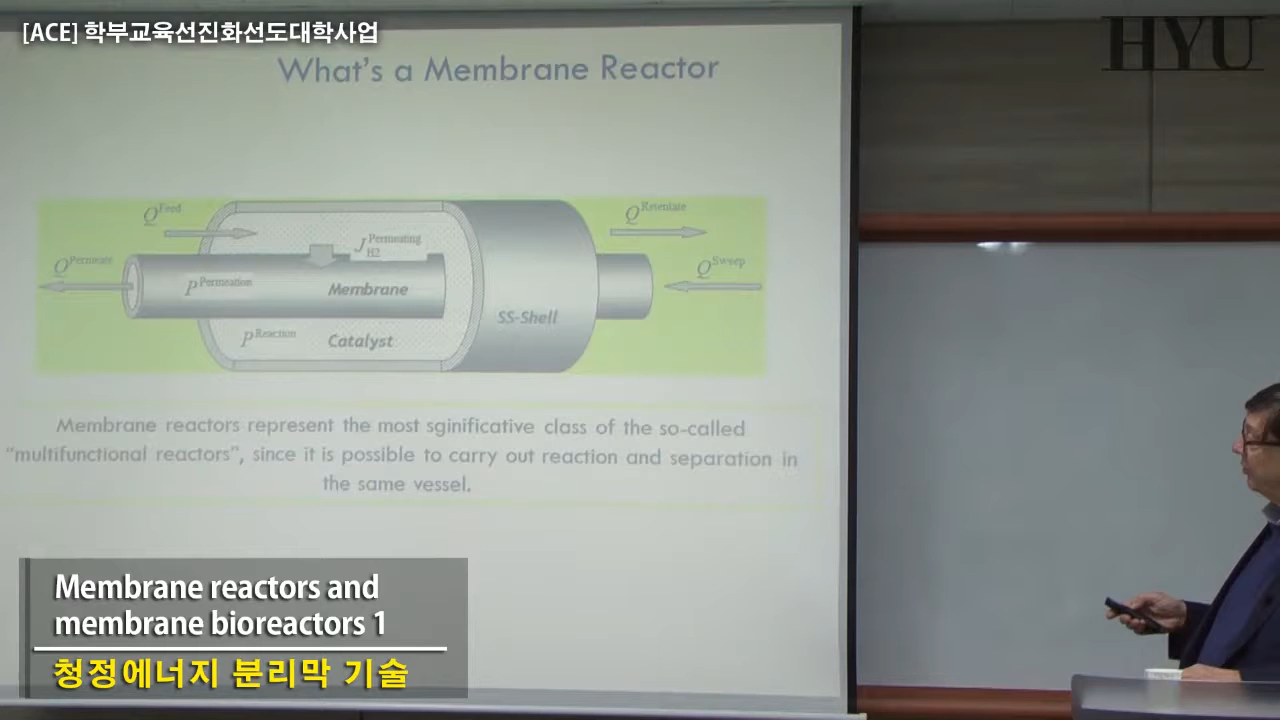 [ACE] 학부교육선진화선도대학사업
HYU
What's a Membrane Reactor
Q Feed
Q Retentate
J H2 Permeating
Q Permeate
Q Sweep
P Permeation
Membrane
SS-Shell
P Reaction
Catalyst
Membrane reactors represent the most sginificative class of the so-called
"multifunctional reactors", since it is possible to carry out reaction and separation in
the same vessel.
Membrane reactors and
membrane bioreactors 1
청정에너지 분리막 기술